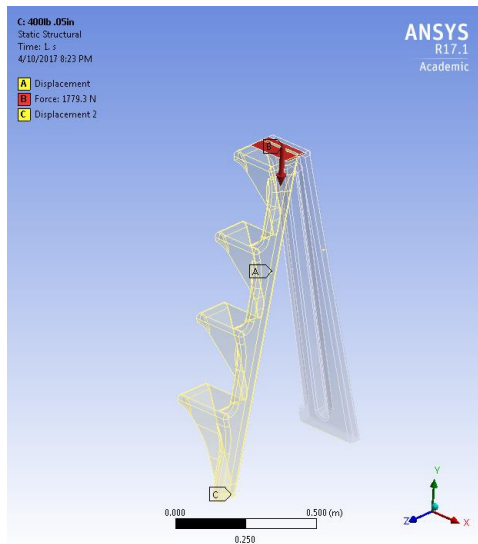 C: 400lb .05in
Static Structural
Time: 1. s
4/10/2017 8:23 PM
A Displacement
B Force: 1779.3 N
C Displacement 2
ANSYS
R17.1
Academic
B
A
C
0.000 0.500 (m)
0.250
Y
Z X